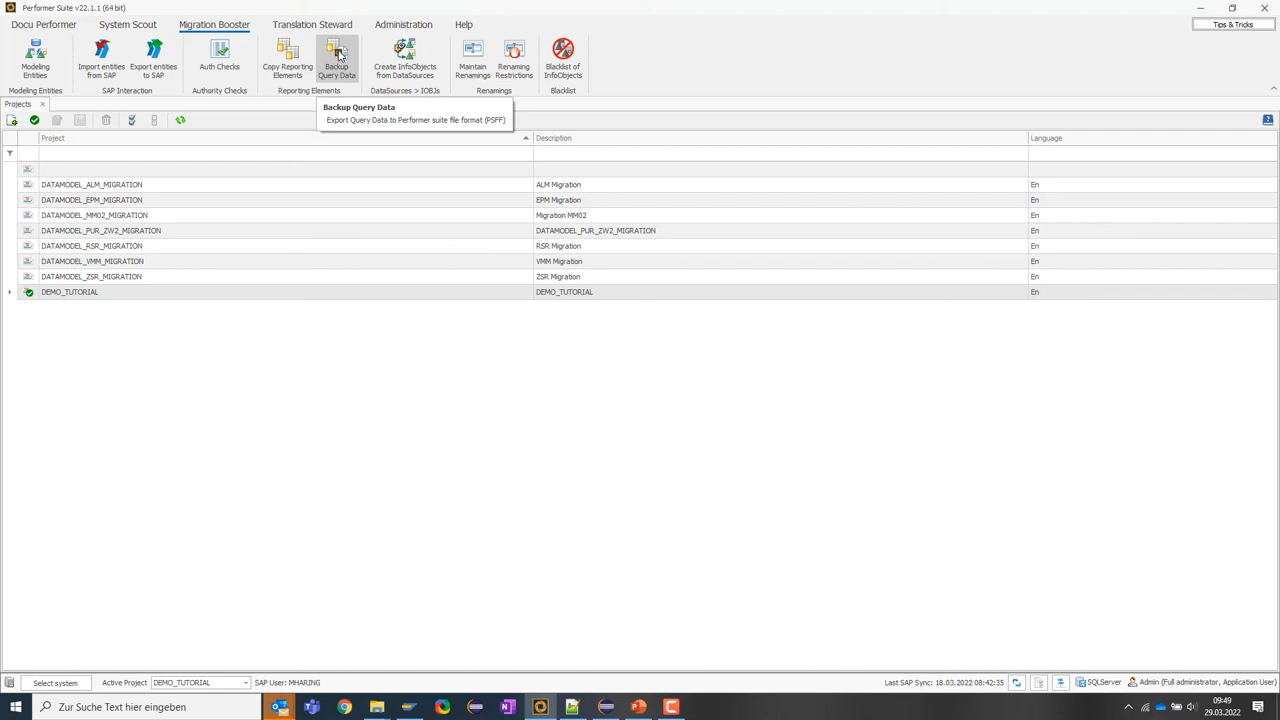 Performer Suite v22.1.1 (64 bit)
Docu Performer System Scout Migration Booster Translation Steward Administration Help
Tips & Tricks
Modeling Entities
Import entities from SAP
Export entities to SAP
Auth Checks
Copy Reporting Elements
Backup Query Data
Create InfoObjects from DataSources
Maintain Renamings
Renaming Restrictions
Blacklist of InfoObjects
Modeling Entities SAP Interaction Authority Checks Reporting Elements DataSources > IOBJs Renamings Blacklist
Projects
Backup Query Data
Export Query Data to Performer suite file format (PSFF)
Project Description Language
DATAMODEL_ALM_MIGRATION ALM Migration En
DATAMODEL_EPM_MIGRATION EPM Migration En
DATAMODEL_MM02_MIGRATION Migration MM02 En
DATAMODEL_PUR_ZW2_MIGRATION DATAMODEL_PUR_ZW2_MIGRATION En
DATAMODEL_RSR_MIGRATION RSR Migration En
DATAMODEL_VMM_MIGRATION VMM Migration En
DATAMODEL_ZSR_MIGRATION ZSR Migration En
DEMO_TUTORIAL DEMO_TUTORIAL En
Select system Active Project DEMO_TUTORIAL SAP User: MHARING Last SAP Sync: 18.03.2022 08:42:35 SQLServer Admin (Full administrator, Application User)
Zur Suche Text hier eingeben
09:49
29.03.2022